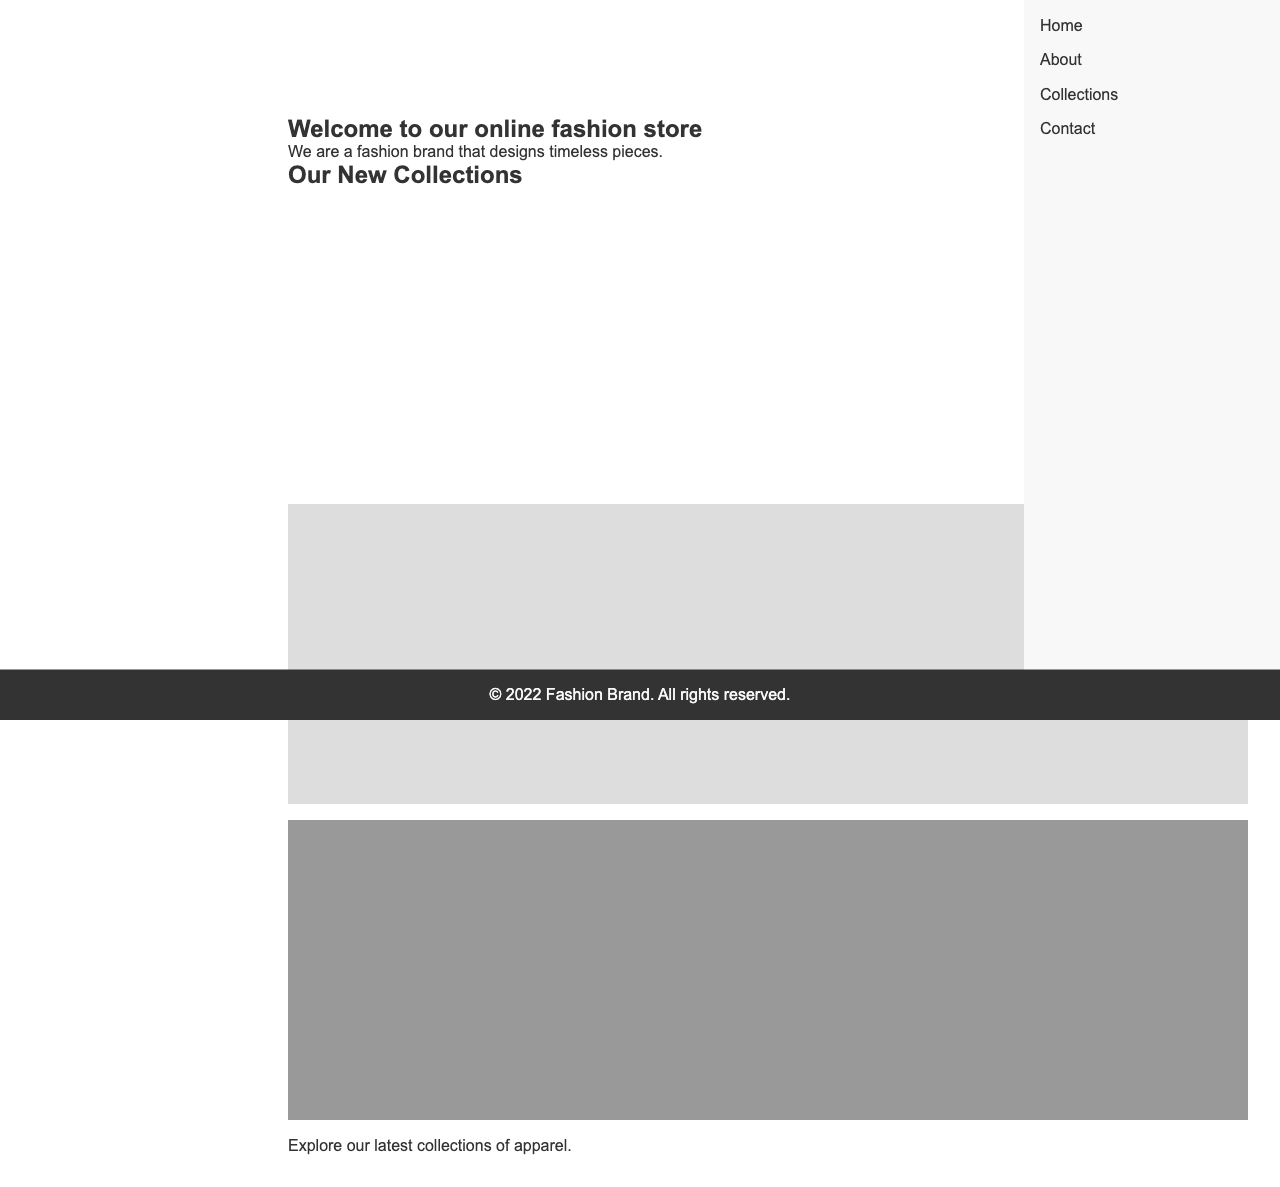 Home
About
Collections
Contact
Welcome to our online fashion store
We are a fashion brand that designs timeless pieces.
Our New Collections
© 2022 Fashion Brand. All rights reserved.
Explore our latest collections of apparel.